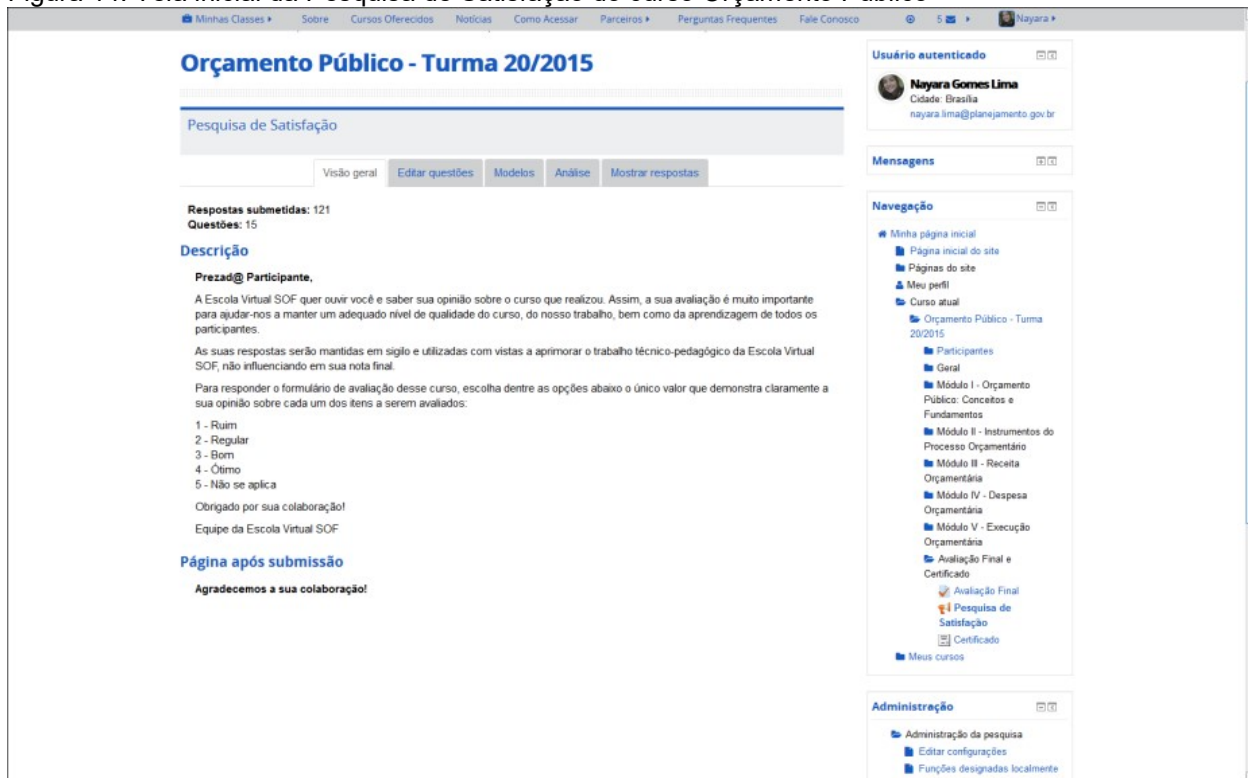 Minhas Classes Sobre Cursos Oferecidos Notícias Como Acessar Parceiros Perguntas Frequentes Fale Conosco 5 Nayara
Orçamento Público - Turma 20/2015
Pesquisa de Satisfação
Visão geral Editar questões Modelos Análise Mostrar respostas
Respostas submetidas: 121
Questões: 15
Descrição
Prezad@ Participante,
A Escola Virtual SOF quer ouvir você e saber sua opinião sobre o curso que realizou. Assim, a sua avaliação é muito importante
para ajudar-nos a manter um adequado nível de qualidade do curso, do nosso trabalho, bem como da aprendizagem de todos os
participantes.
As suas respostas serão mantidas em sigilo e utilizadas com vistas a aprimorar o trabalho técnico-pedagógico da Escola Virtual
SOF, não influenciando em sua nota final.
Para responder o formulário de avaliação desse curso, escolha dentre as opções abaixo o único valor que demonstra claramente a
sua opinião sobre cada um dos itens a serem avaliados:
1 - Ruim
2 - Regular
3 - Bom
4 - Ótimo
5 - Não se aplica
Obrigado por sua colaboração!
Equipe da Escola Virtual SOF
Página após submissão
Agradecemos a sua colaboração!
Usuário autenticado
Nayara Gomes Lima
Cidade: Brasília
nayara.lima@planejamento.gov.br
Mensagens
Navegação
Minha página inicial
Página inicial do site
Páginas do site
Meu perfil
Curso atual
Orçamento Público - Turma
20/2015
Participantes
Geral
Módulo I - Orçamento
Público: Conceitos e
Fundamentos
Módulo II - Instrumentos do
Processo Orçamentário
Módulo III - Receita
Orçamentária
Módulo IV - Despesa
Orçamentária
Módulo V - Execução
Orçamentária
Avaliação Final e
Certificado
Avaliação Final
Pesquisa de
Satisfação
Certificado
Meus cursos
Administração
Administração da pesquisa
Editar configurações
Funções designadas localmente